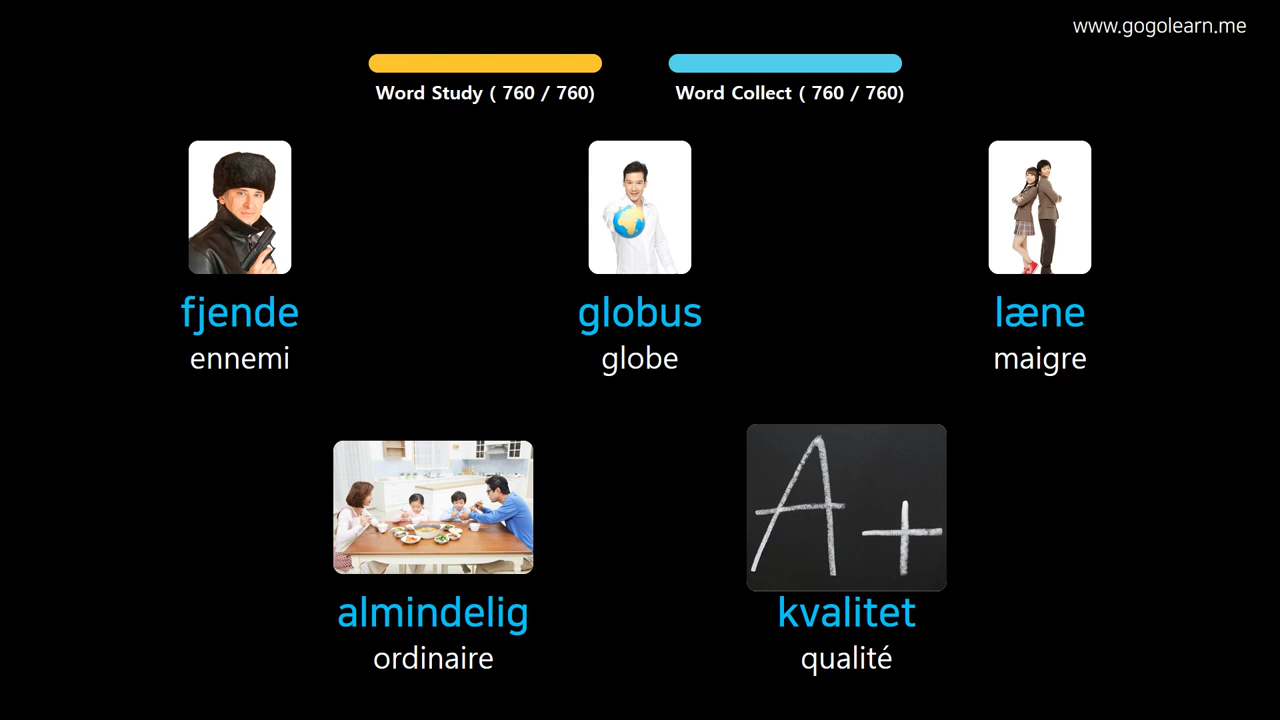 www.gogolearn.me
Word Study ( 760 / 760)
Word Collect ( 760 / 760)
fjende
ennemi
globus
globe
læne
maigre
almindelig
ordinaire
A+
kvalitet
qualité